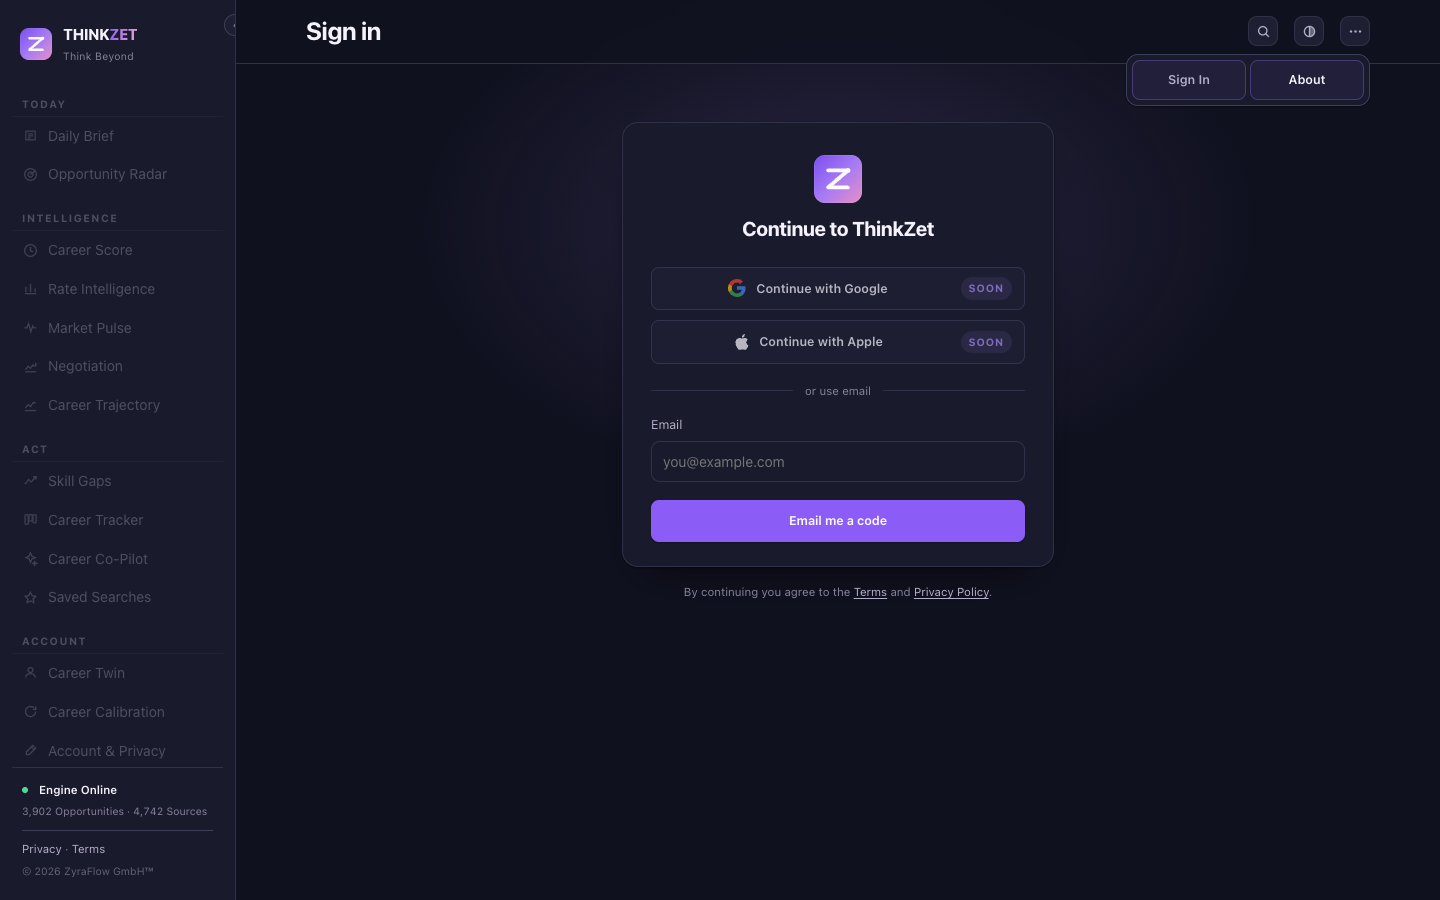 THINKZET
Think Beyond
TODAY
Daily Brief
Opportunity Radar
INTELLIGENCE
Career Score
Rate Intelligence
Market Pulse
Negotiation
Career Trajectory
ACT
Skill Gaps
Career Tracker
Career Co-Pilot
Saved Searches
ACCOUNT
Career Twin
Career Calibration
Account & Privacy
Engine Online
3,902 Opportunities · 4,742 Sources
Privacy · Terms
© 2026 ZyraFlow GmbH™
Sign in
Sign In
About
Continue to ThinkZet
Continue with Google SOON
Continue with Apple SOON
or use email
Email
you@example.com
Email me a code
By continuing you agree to the Terms and Privacy Policy.